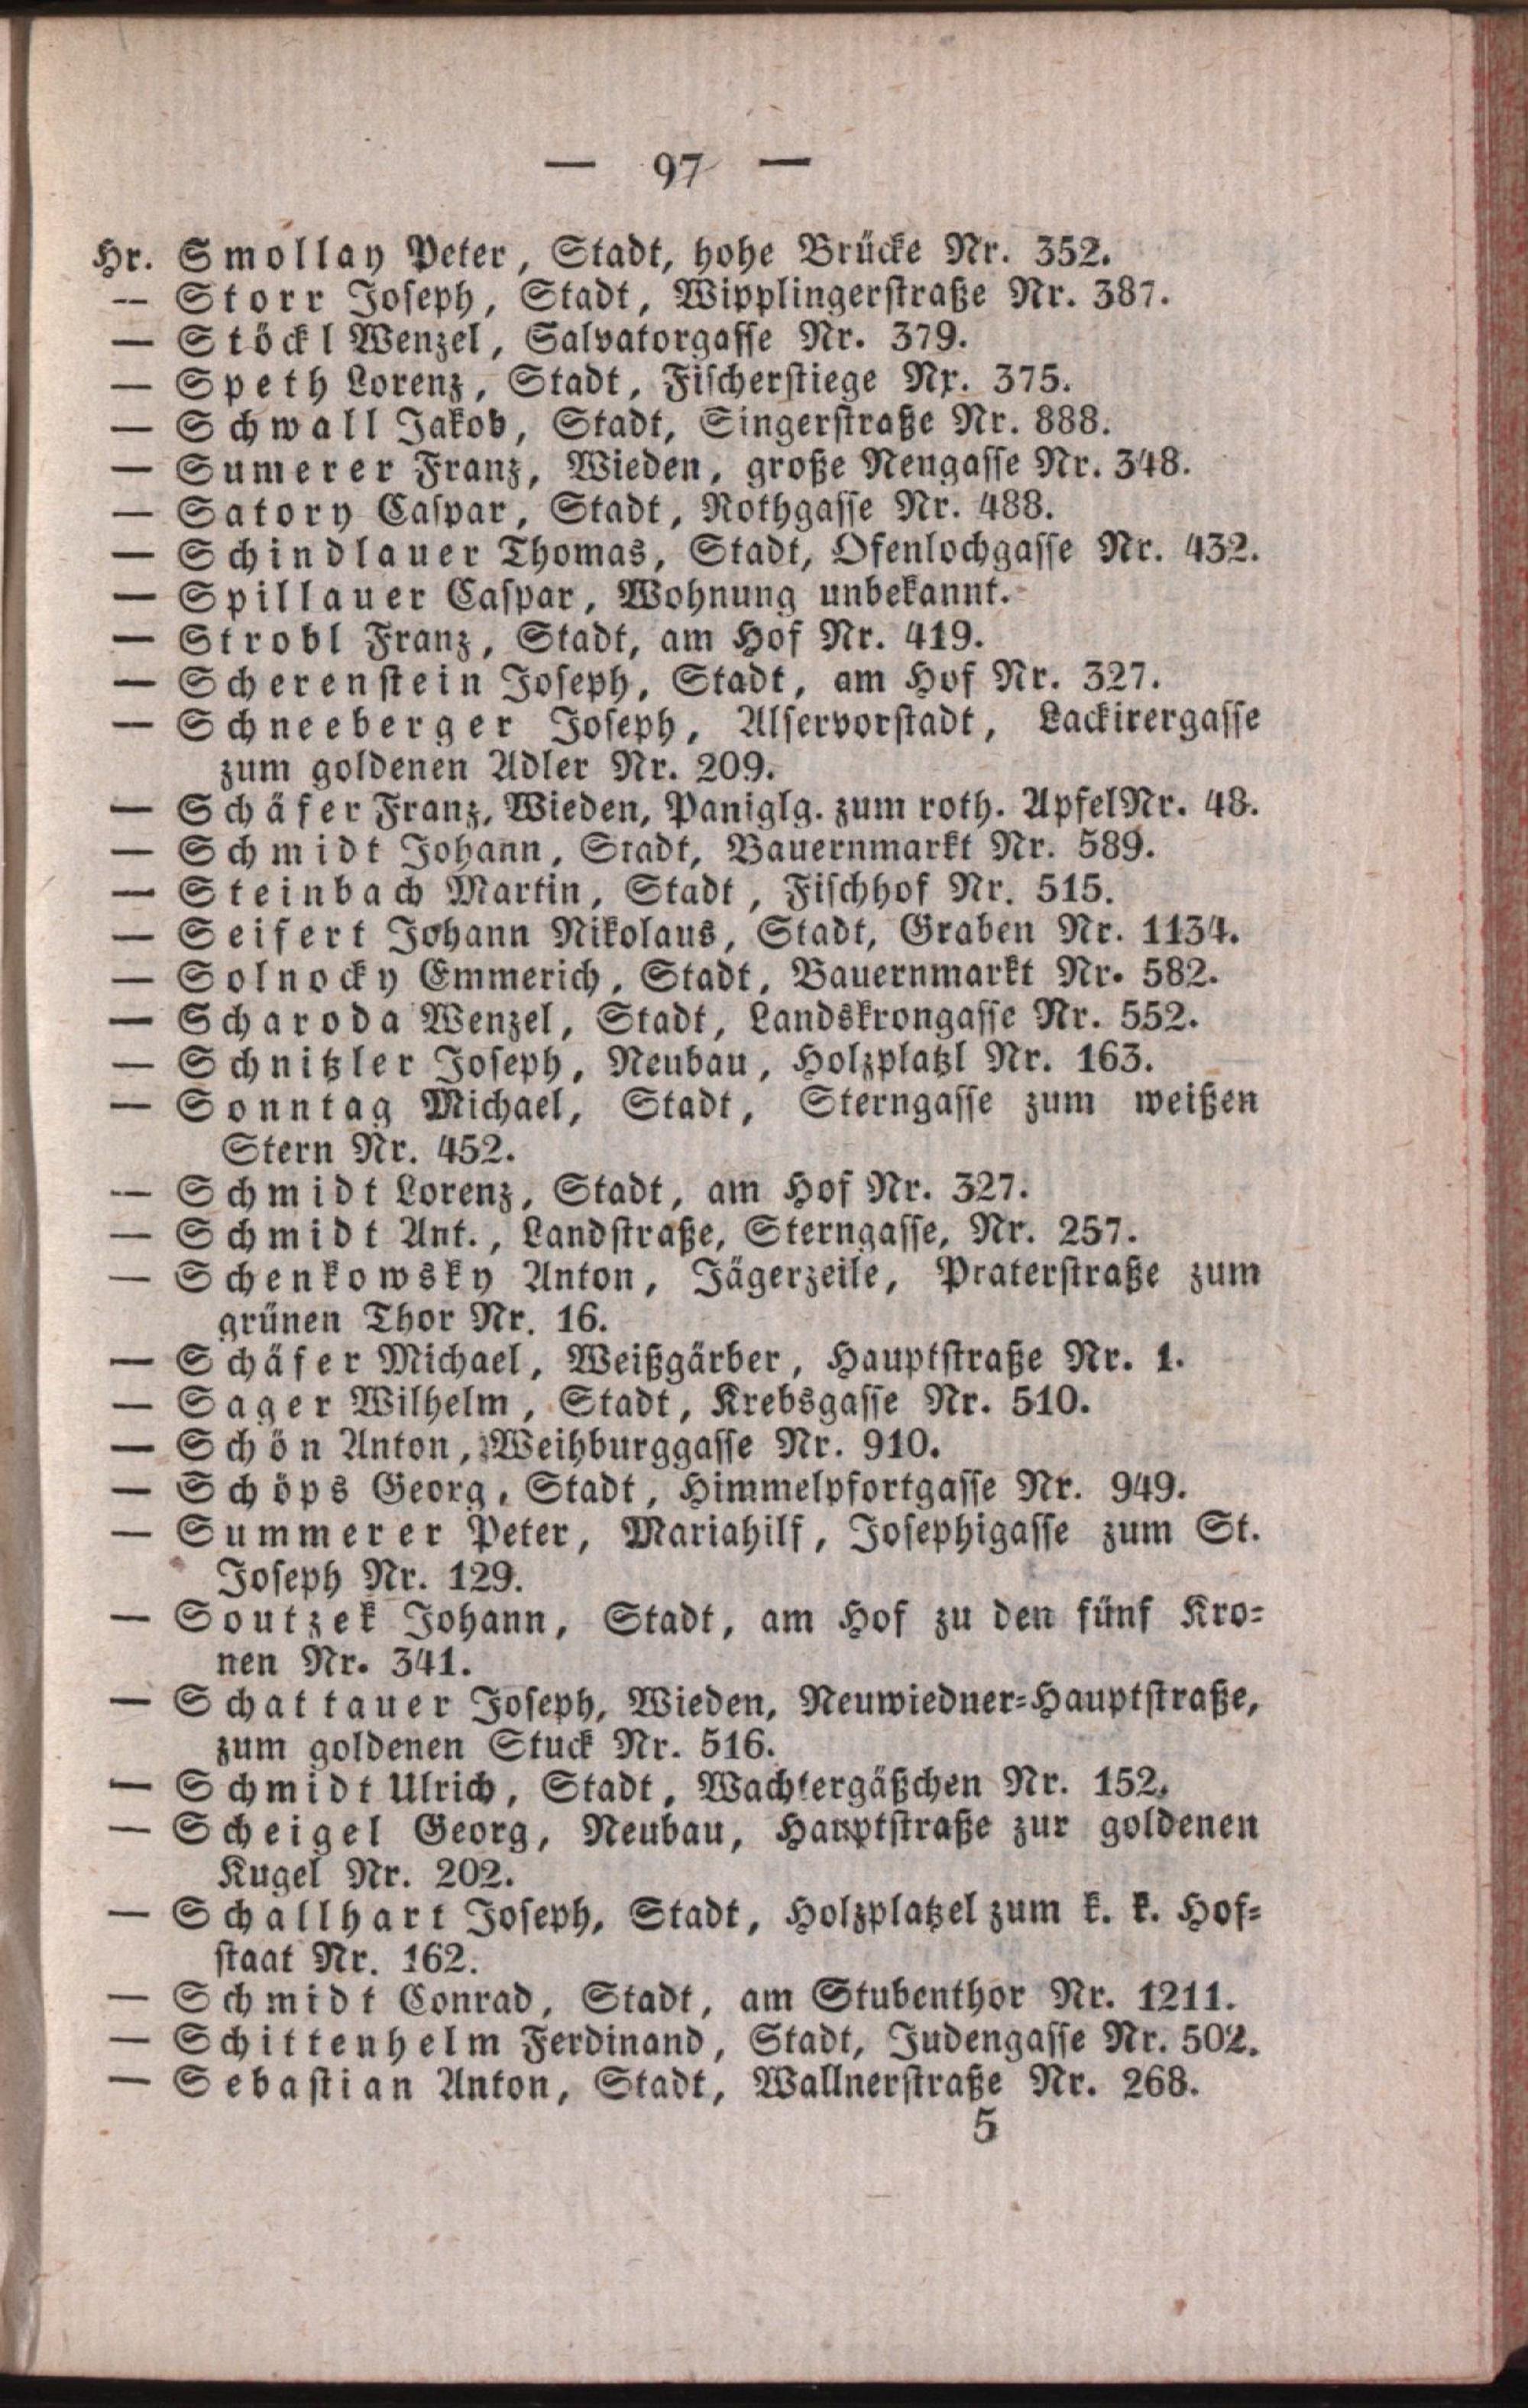 — 97 —
Hr. Smollay Peter, Stadt, hohe Brücke Nr. 352.
— Storr Joseph, Stadt, Wipplingerstraße Nr. 387.
— Stöckl Wenzel, Salvatorgasse Nr. 379.
— Speth Lorenz, Stadt, Fischerstiege Nr. 375.
— Schwall Jakob, Stadt, Singerstraße Nr. 888.
— Sumerer Franz, Wieden, große Neugasse Nr. 348.
— Satory Caspar, Stadt, Rothgasse Nr. 488.
— Schindlauer Thomas, Stadt, Ofenlochgasse Nr. 432.
— Spillauer Caspar, Wohnung unbekannt.
— Strobl Franz, Stadt, am Hof Nr. 419.
— Scherenstein Joseph, Stadt, am Hof Nr. 327.
— Schneeberger Joseph, Alservorstadt, Lackirergasse
zum goldenen Adler Nr. 209.
— Schäfer Franz, Wieden, Paniglg. zum roth. Apfel Nr. 48.
— Schmidt Johann, Stadt, Bauernmarkt Nr. 589.
— Steinbach Martin, Stadt, Fischhof Nr. 515.
— Seifert Johann Nikolaus, Stadt, Graben Nr. 1134.
— Solnocky Emmerich, Stadt, Bauernmarkt Nr. 582.
— Scharoda Wenzel, Stadt, Landskrongasse Nr. 552.
— Schnitzler Joseph, Neubau, Holzplatzl Nr. 163.
— Sonntag Michael, Stadt, Sterngasse zum weißen
Stern Nr. 452.
— Schmidt Lorenz, Stadt, am Hof Nr. 327.
— Schmidt Ant., Landstraße, Sterngasse, Nr. 257.
— Schenkowsky Anton, Jägerzeile, Praterstraße zum
grünen Thor Nr. 16.
— Schäfer Michael, Weißgärber, Hauptstraße Nr. 1.
— Sager Wilhelm, Stadt, Krebsgasse Nr. 510.
— Schön Anton, Weihburggasse Nr. 910.
— Schöps Georg, Stadt, Himmelpfortgasse Nr. 949.
— Summerer Peter, Mariahilf, Josephigasse zum St.
Joseph Nr. 129.
— Soutzek Johann, Stadt, am Hof zu den fünf Kro-
nen Nr. 341.
— Schattauer Joseph, Wieden, Neuwiedner-Hauptstraße,
zum goldenen Stuck Nr. 516.
— Schmidt Ulrich, Stadt, Wachtergäßchen Nr. 152.
— Scheigel Georg, Neubau, Hauptstraße zur goldenen
Kugel Nr. 202.
— Schallhart Joseph, Stadt, Holzplatzel zum k. k. Hof-
staat Nr. 162.
— Schmidt Conrad, Stadt, am Stubenthor Nr. 1211.
— Schittenhelm Ferdinand, Stadt, Judengasse Nr. 502.
— Sebastian Anton, Stadt, Wallnerstraße Nr. 268.
5